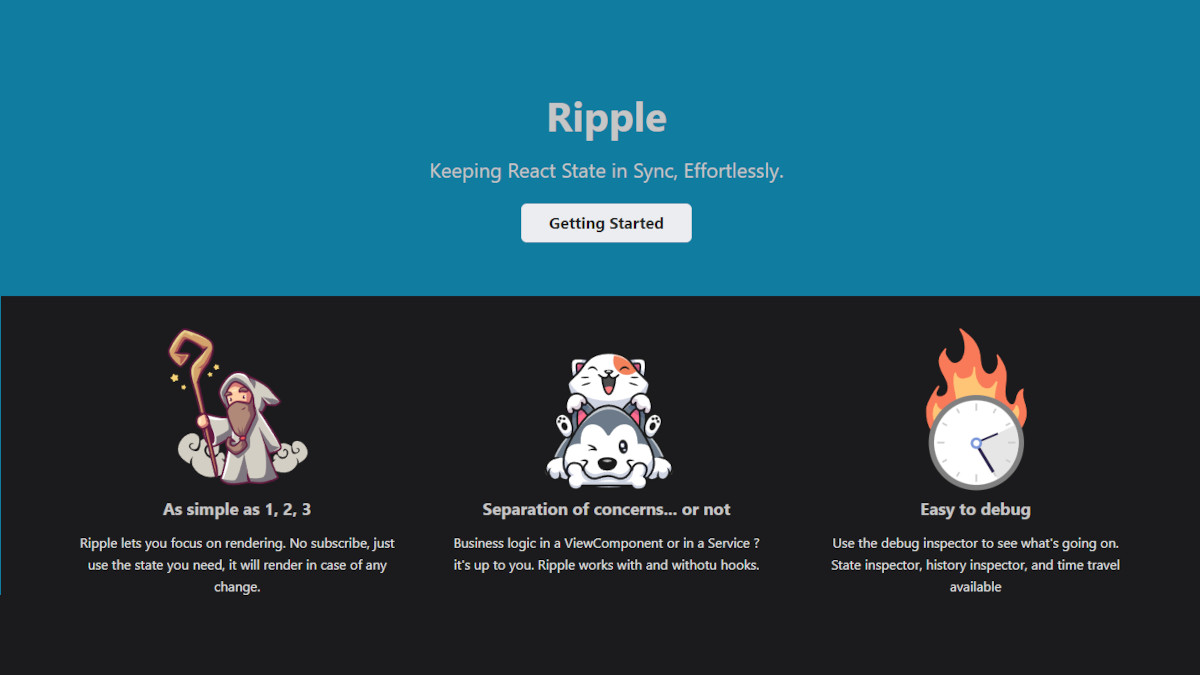 Ripple
Keeping React State in Sync, Effortlessly.
Getting Started
As simple as 1, 2, 3
Ripple lets you focus on rendering. No subscribe, just
use the state you need, it will render in case of any
change.
Separation of concerns... or not
Business logic in a ViewComponent or in a Service ?
it's up to you. Ripple works with and withotu hooks.
Easy to debug
Use the debug inspector to see what's going on.
State inspector, history inspector, and time travel
available